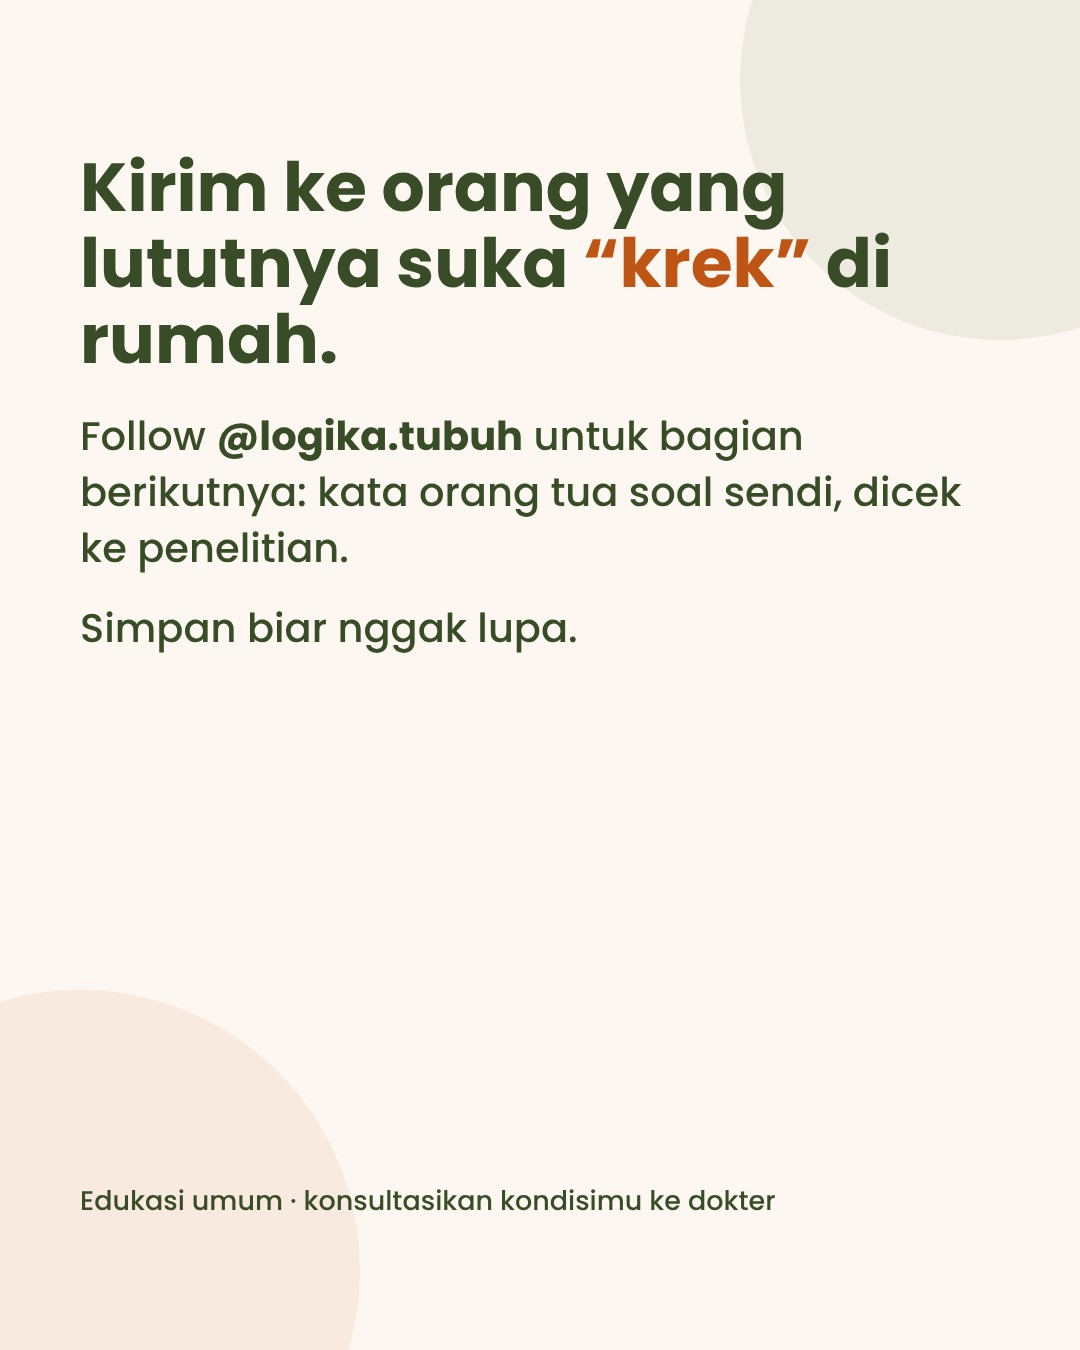 Kirim ke orang yang
lututnya suka “krek” di
rumah.
Follow @logika.tubuh untuk bagian
berikutnya: kata orang tua soal sendi, dicek
ke penelitian.
Simpan biar nggak lupa.
Edukasi umum · konsultasikan kondisimu ke dokter